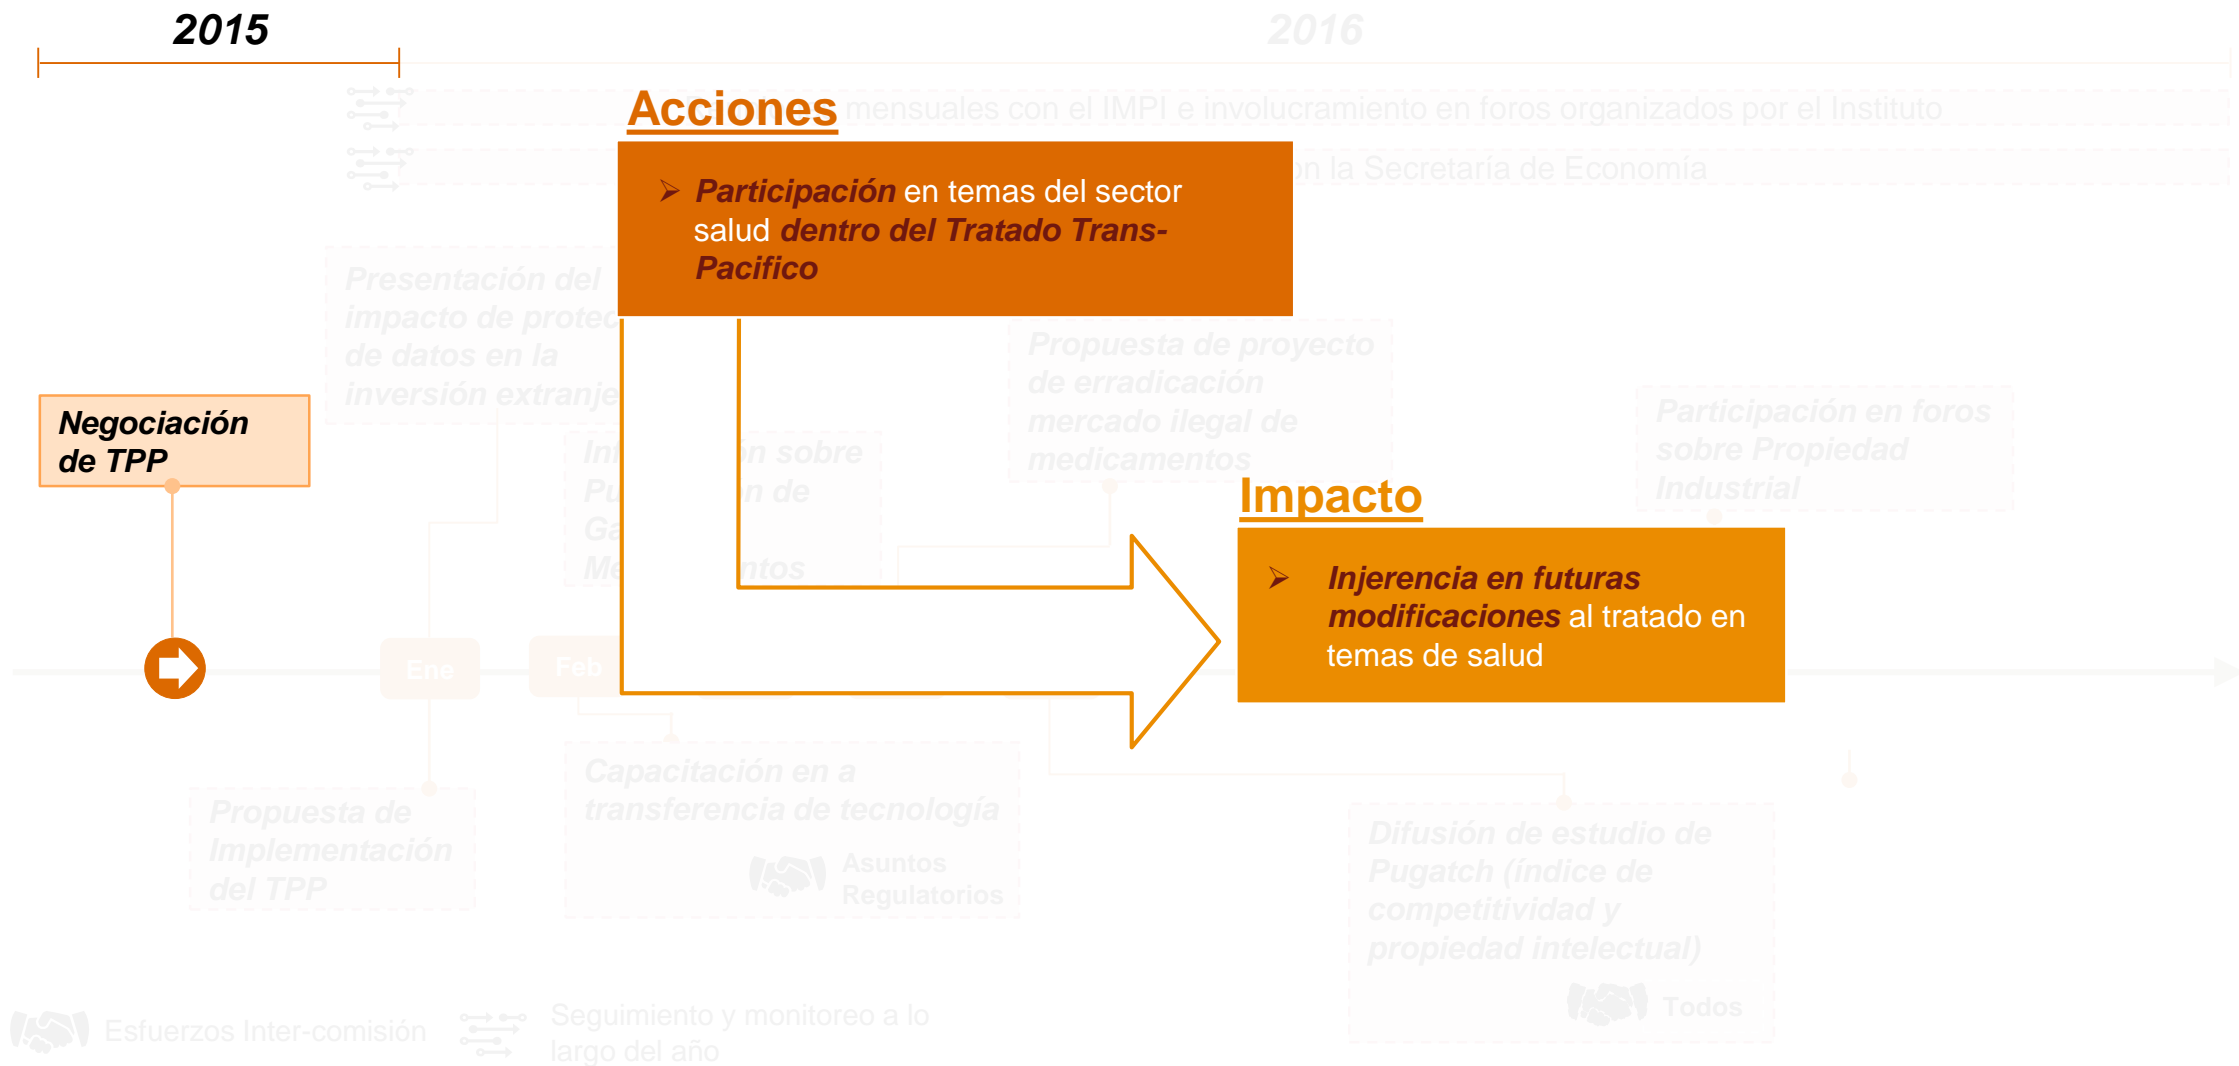 2015
2016
Acciones
mensuales con el IMPI e involucramiento en foros organizados por el Instituto
la Secretaría de Economía
➢ Participación en temas del sector
salud dentro del Tratado Trans-
Pacifico
Presentación del
impacto de
de datos en la
inversión
Negociación
de TPP
sobre
de
Propuesta de proyecto
de erradicación
mercado ilegal de
medicamentos
Participación en foros
sobre Propiedad
Industrial
Impacto
➢ Injerencia en futuras
modificaciones al tratado en
temas de salud
Ene
Feb
Propuesta de
Implementación
del TPP
Capacitación en a
transferencia de tecnología
Asuntos
Regulatorios
Difusión de estudio de
Pugatch (índice de
competitividad y
propiedad intelectual)
Todos
Esfuerzos Inter-comisión
Seguimiento y monitoreo a lo
largo del año